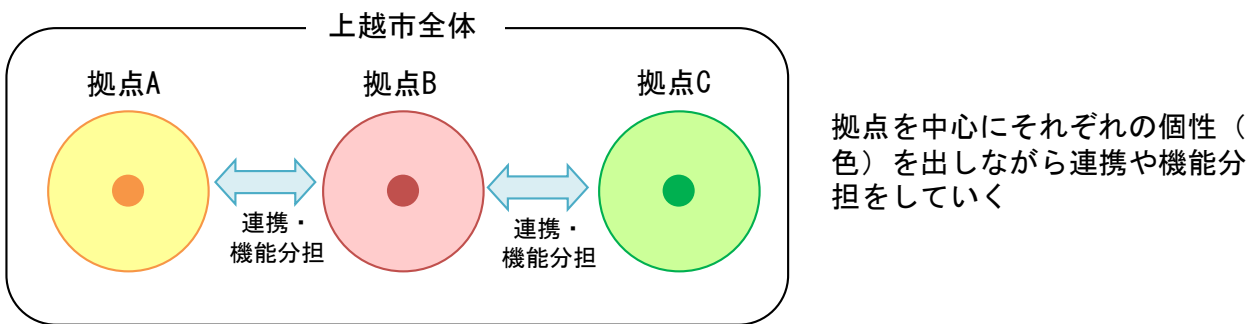 上越市全体
拠点A
拠点B
拠点C
連携・
機能分担
連携・
機能分担
拠点を中心にそれぞれの個性（
色）を出しながら連携や機能分
担をしていく